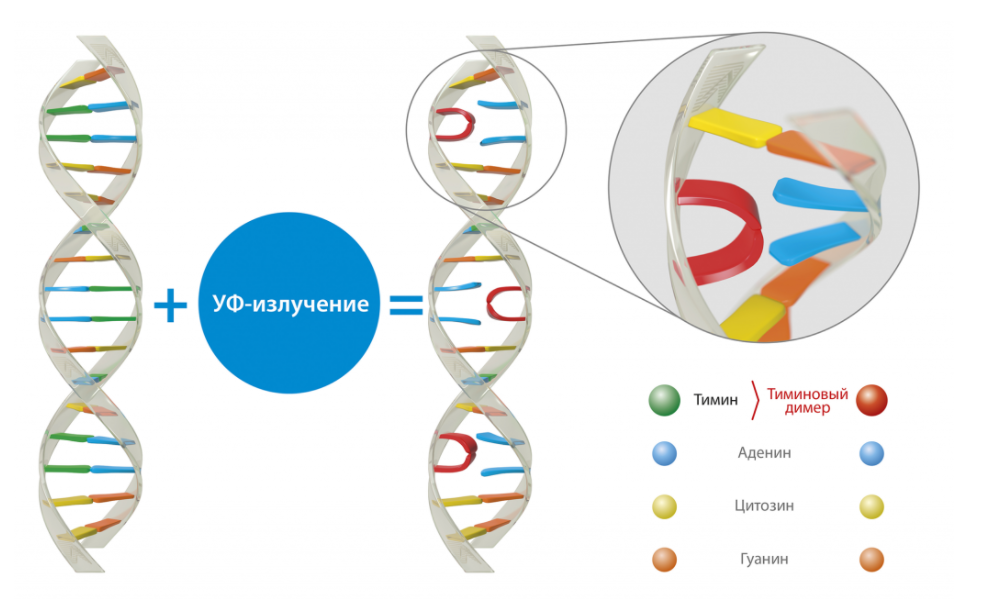 +
УФ-излучение
=
Тимин
Тиминовый
димер
Аденин
Цитозин
Гуанин